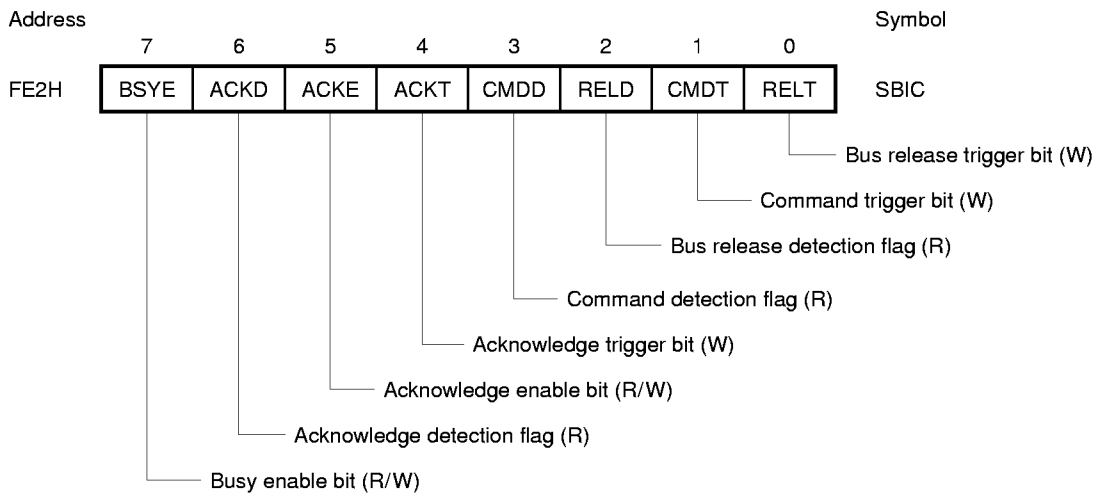 Address Symbol
7 6 5 4 3 2 1 0
FE2H BSYE ACKD ACKE ACKT CMDD RELD CMDT RELT SBIC
Bus release trigger bit (W)
Command trigger bit (W)
Bus release detection flag (R)
Command detection flag (R)
Acknowledge trigger bit (W)
Acknowledge enable bit (R/W)
Acknowledge detection flag (R)
Busy enable bit (R/W)